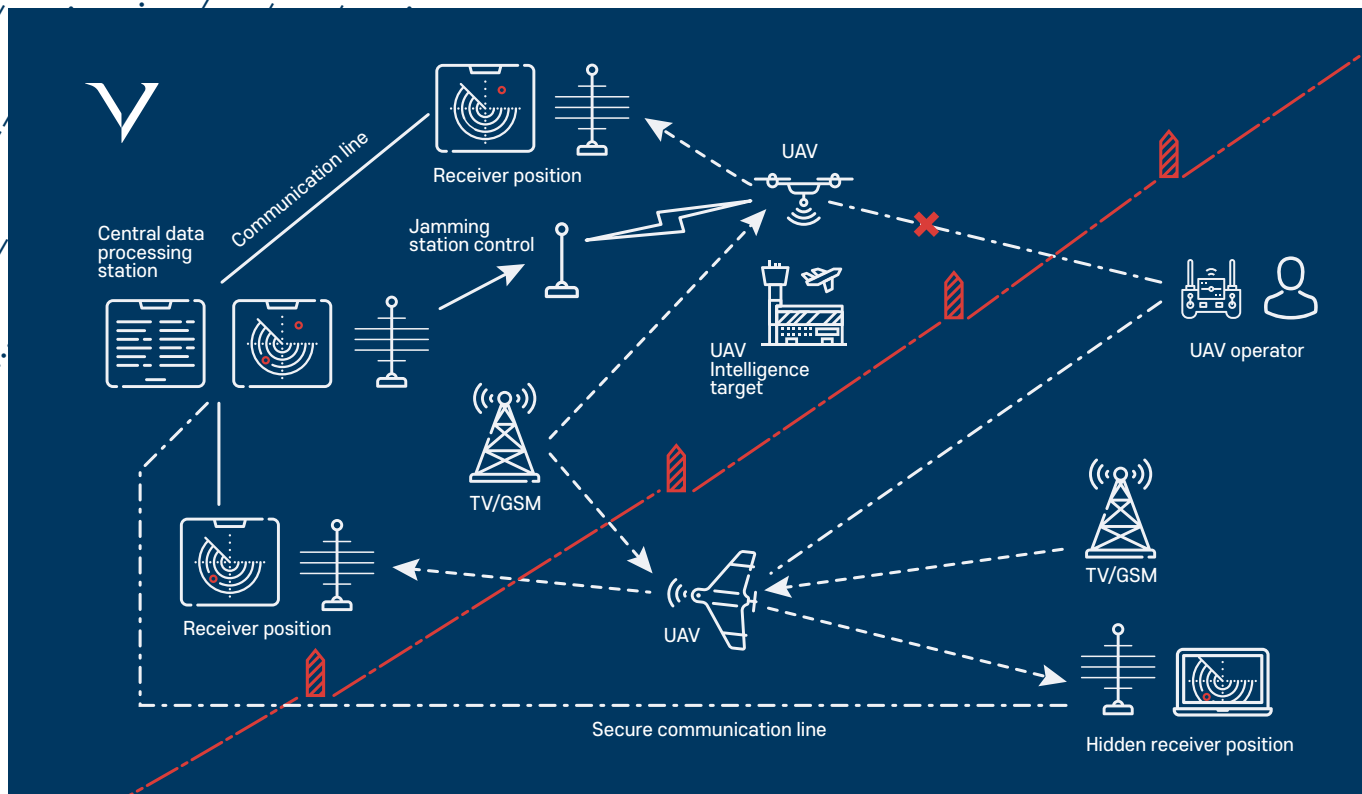 Communication line
Receiver position
UAV
Central data
processing
station
Jamming
station control
UAV
Intelligence
target
UAV operator
TV/GSM
TV/GSM
Receiver position
UAV
Secure communication line
Hidden receiver position